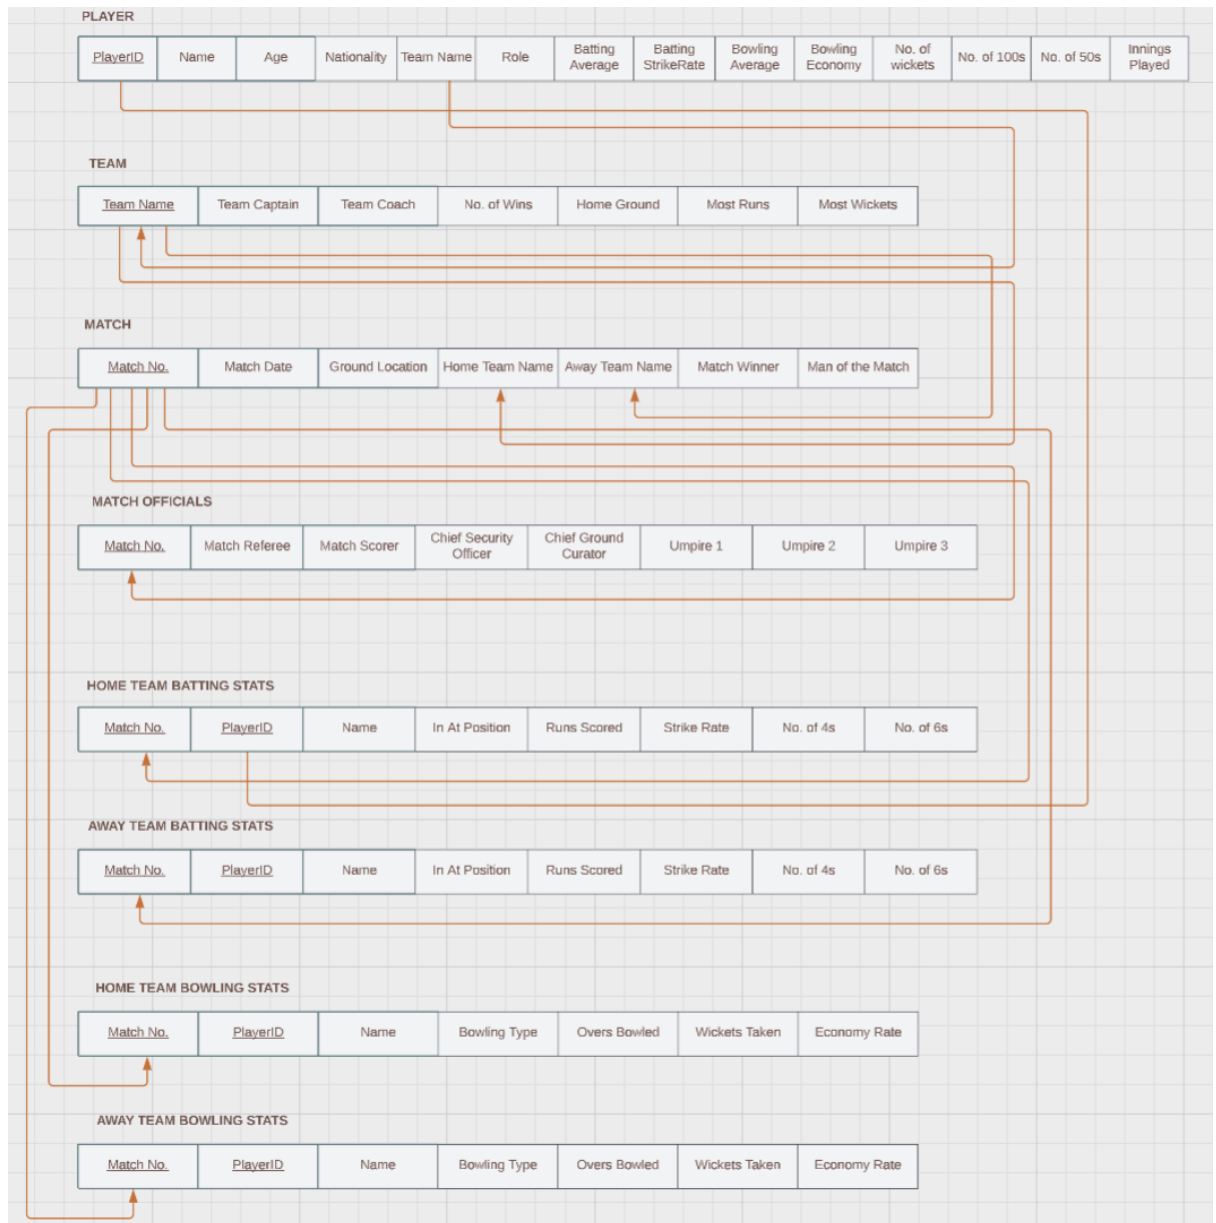 PLAYER
PlayerID Name Age Nationality Team Name Role Batting Average Batting StrikeRate Bowling Average Bowling Economy No. of wickets No. of 100s No. of 50s Innings Played
TEAM
Team Name Team Captain Team Coach No. of Wins Home Ground Most Runs Most Wickets
MATCH
Match No. Match Date Ground Location Home Team Name Away Team Name Match Winner Man of the Match
MATCH OFFICIALS
Match No. Match Referee Match Scorer Chief Security Officer Chief Ground Curator Umpire 1 Umpire 2 Umpire 3
HOME TEAM BATTING STATS
Match No. PlayerID Name In At Position Runs Scored Strike Rate No. of 4s No. of 6s
AWAY TEAM BATTING STATS
Match No. PlayerID Name In At Position Runs Scored Strike Rate No. of 4s No. of 6s
HOME TEAM BOWLING STATS
Match No. PlayerID Name Bowling Type Overs Bowled Wickets Taken Economy Rate
AWAY TEAM BOWLING STATS
Match No. PlayerID Name Bowling Type Overs Bowled Wickets Taken Economy Rate